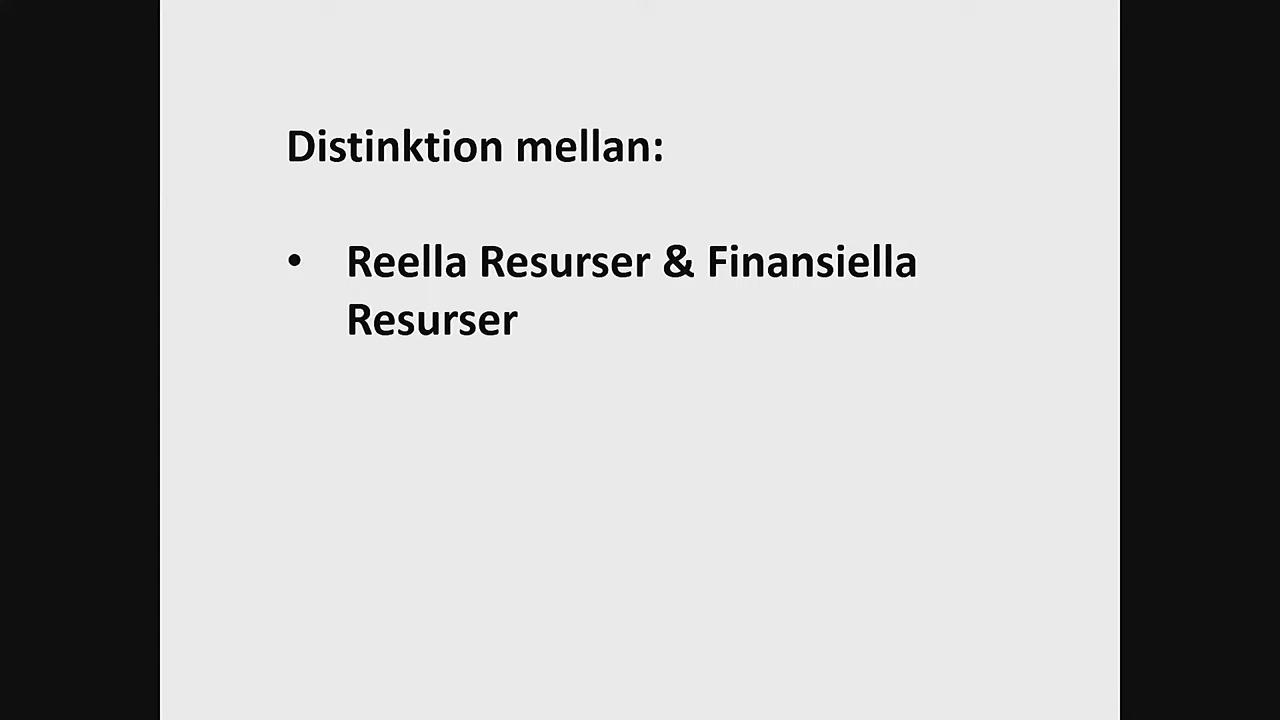 Distinktion mellan:
• Reella Resurser & Finansiella
Resurser